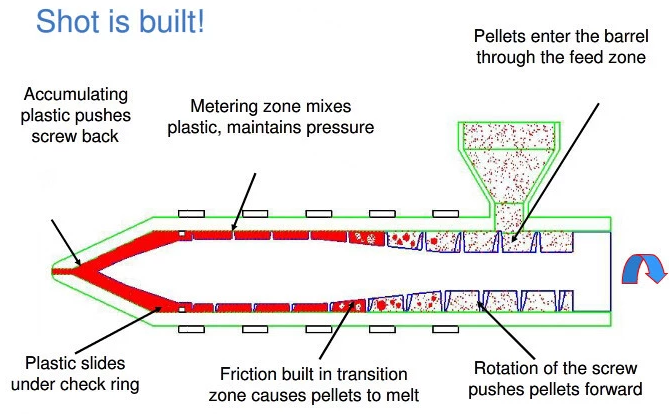 Shot is built!
Pellets enter the barrel
through the feed zone
Accumulating
plastic pushes
screw back
Metering zone mixes
plastic, maintains pressure
Plastic slides
under check ring
Friction built in transition
zone causes pellets to melt
Rotation of the screw
pushes pellets forward